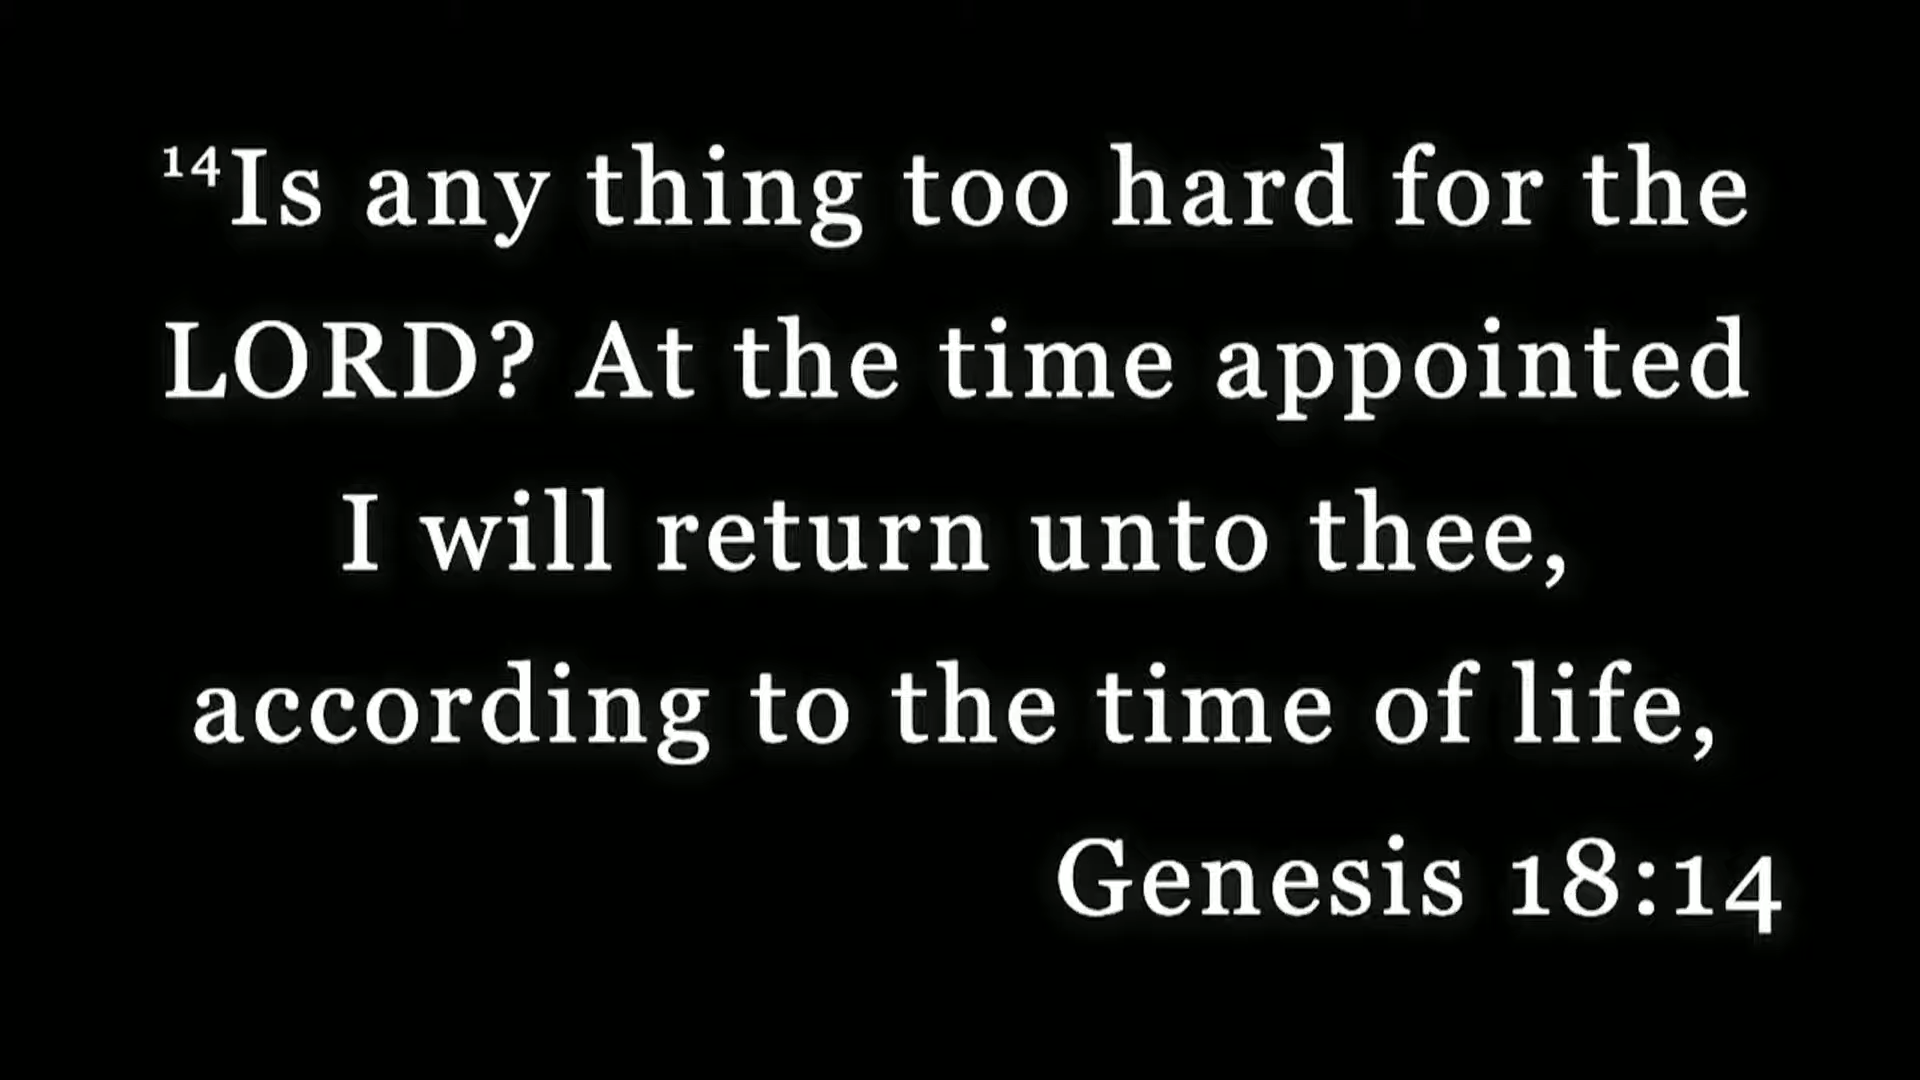 ¹⁴Is any thing too hard for the
LORD? At the time appointed
I will return unto thee,
according to the time of life,
Genesis 18:14